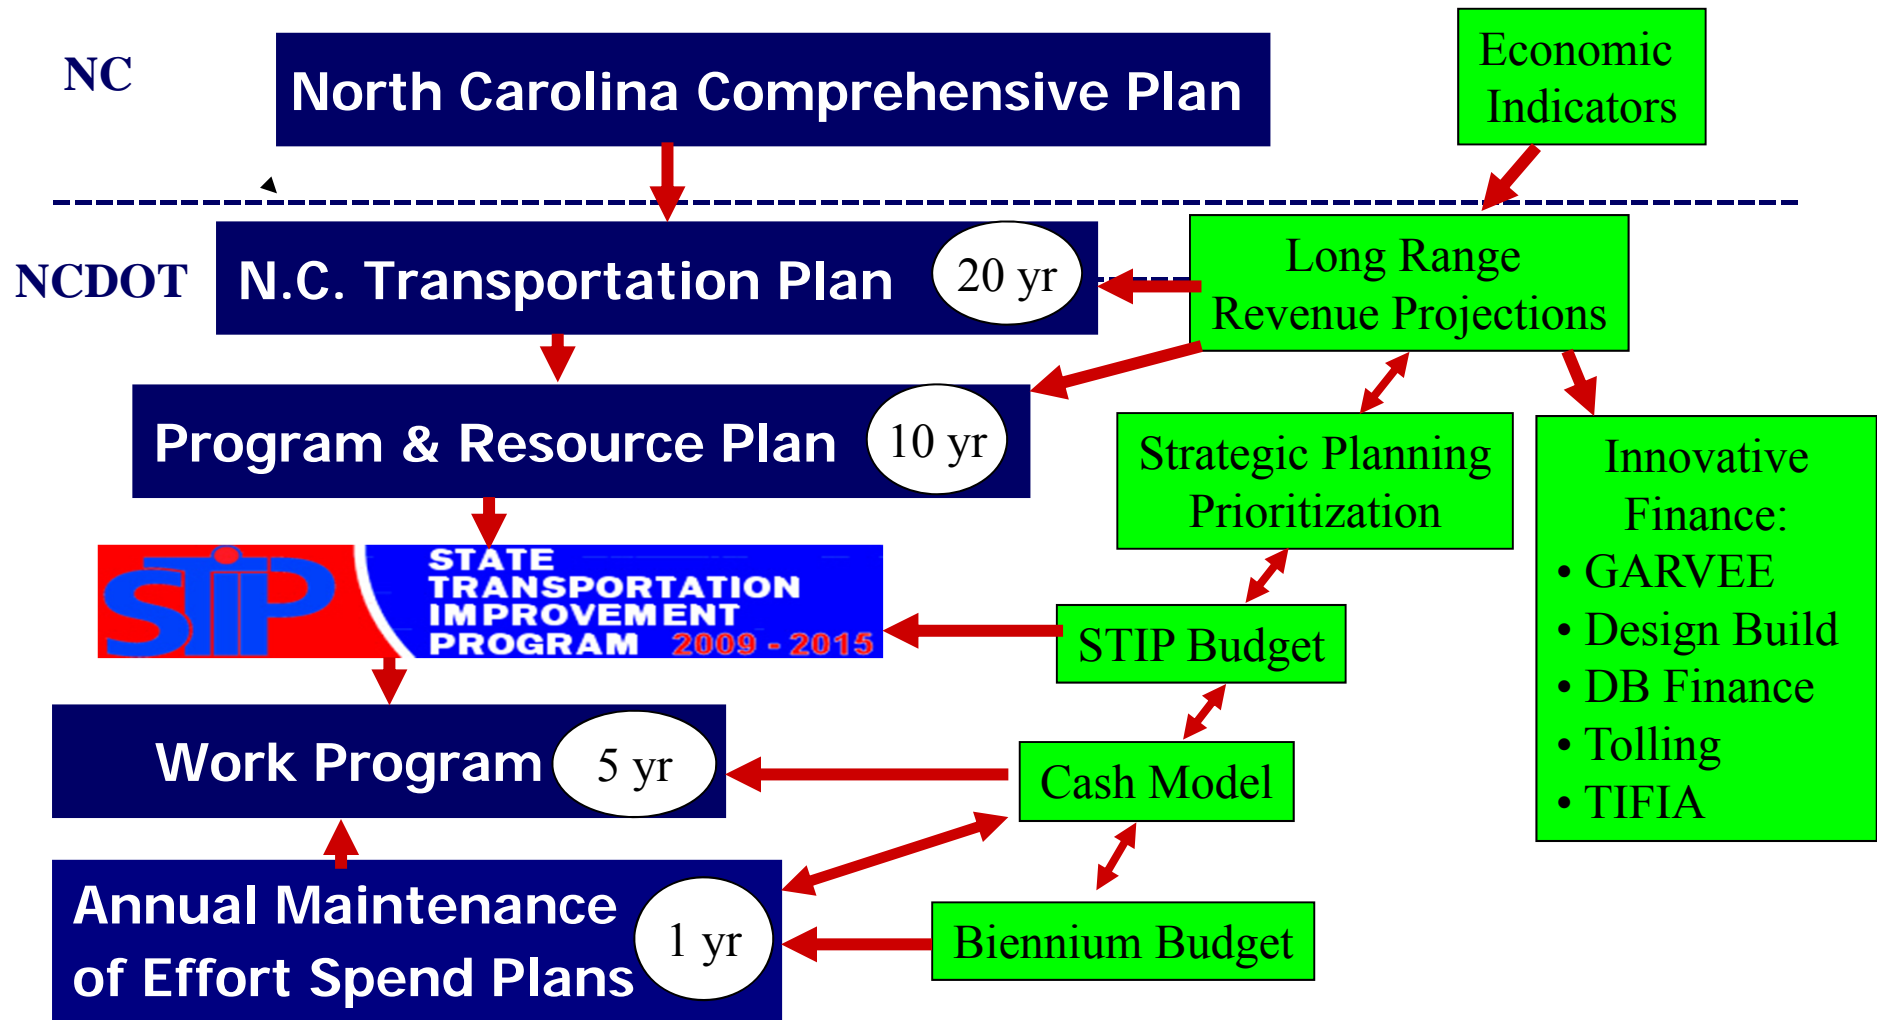 NC
North Carolina Comprehensive Plan
Economic
Indicators
NCDOT
N.C. Transportation Plan
20 yr
Long Range
Revenue Projections
Program & Resource Plan
10 yr
Strategic Planning
Prioritization
Innovative
Finance:
• GARVEE
• Design Build
• DB Finance
• Tolling
• TIFIA
STIP
STATE
TRANSPORTATION
IMPROVEMENT
PROGRAM 2009 - 2015
STIP Budget
Work Program
5 yr
Cash Model
Annual Maintenance
of Effort Spend Plans
1 yr
Biennium Budget